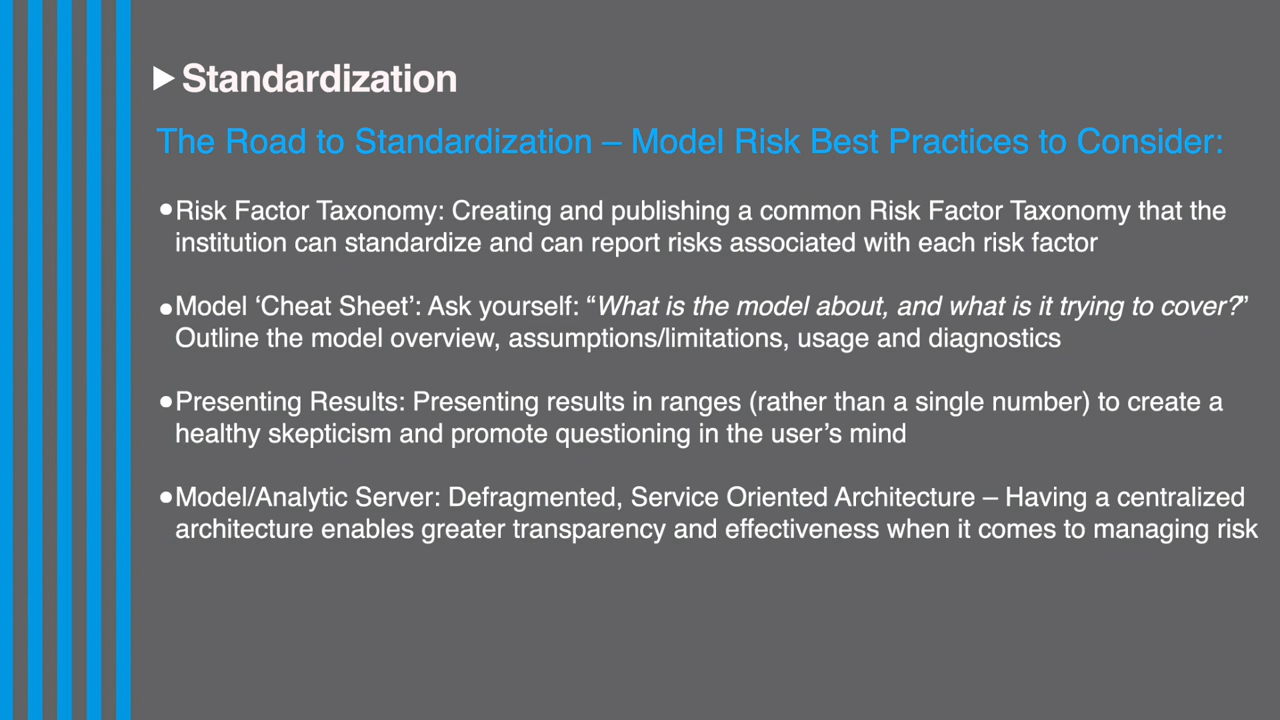 Standardization
The Road to Standardization – Model Risk Best Practices to Consider:
•Risk Factor Taxonomy: Creating and publishing a common Risk Factor Taxonomy that the
institution can standardize and can report risks associated with each risk factor
•Model ‘Cheat Sheet’: Ask yourself: “What is the model about, and what is it trying to cover?”
Outline the model overview, assumptions/limitations, usage and diagnostics
•Presenting Results: Presenting results in ranges (rather than a single number) to create a
healthy skepticism and promote questioning in the user’s mind
•Model/Analytic Server: Defragmented, Service Oriented Architecture – Having a centralized
architecture enables greater transparency and effectiveness when it comes to managing risk